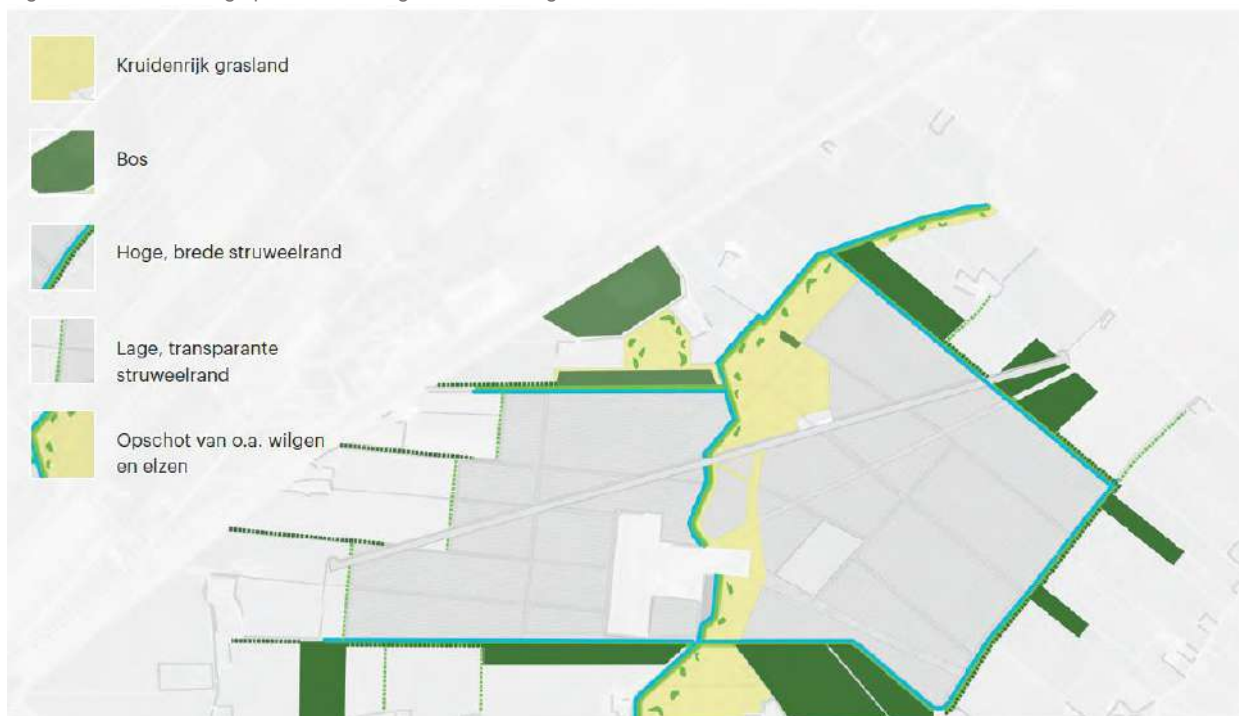 Kruidenrijk grasland
Bos
Hoge, brede struweelrand
Lage, transparante
struweelrand
Opschot van o.a. wilgen
en elzen